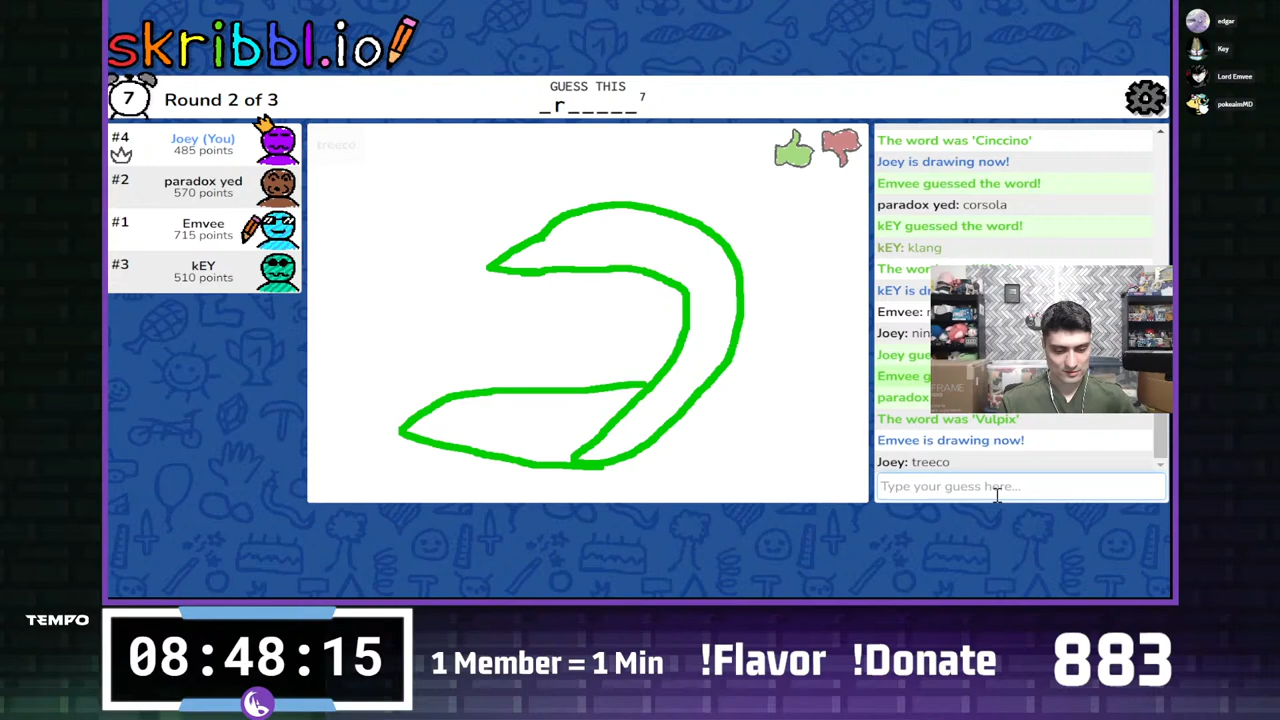 skribbl.io
7
Round 2 of 3
GUESS THIS
_r_____ 7
#4 Joey (You)
485 points
#2 paradox yed
570 points
#1 Emvee
715 points
#3 kEY
510 points
treeco
The word was 'Cinccino'
Joey is drawing now!
Emvee guessed the word!
paradox yed: corsola
kEY guessed the word!
kEY: klang
The wor
kEY is d
Emvee:
Joey: nin
Joey gue
Emvee g
paradox
The word was 'Vulpix'
Emvee is drawing now!
Joey: treeco
Type your guess here...
edgar
Key
Lord Emvee
pokeaimMD
FRAME
TEMPO
08:48:15
1 Member = 1 Min
!Flavor !Donate
883